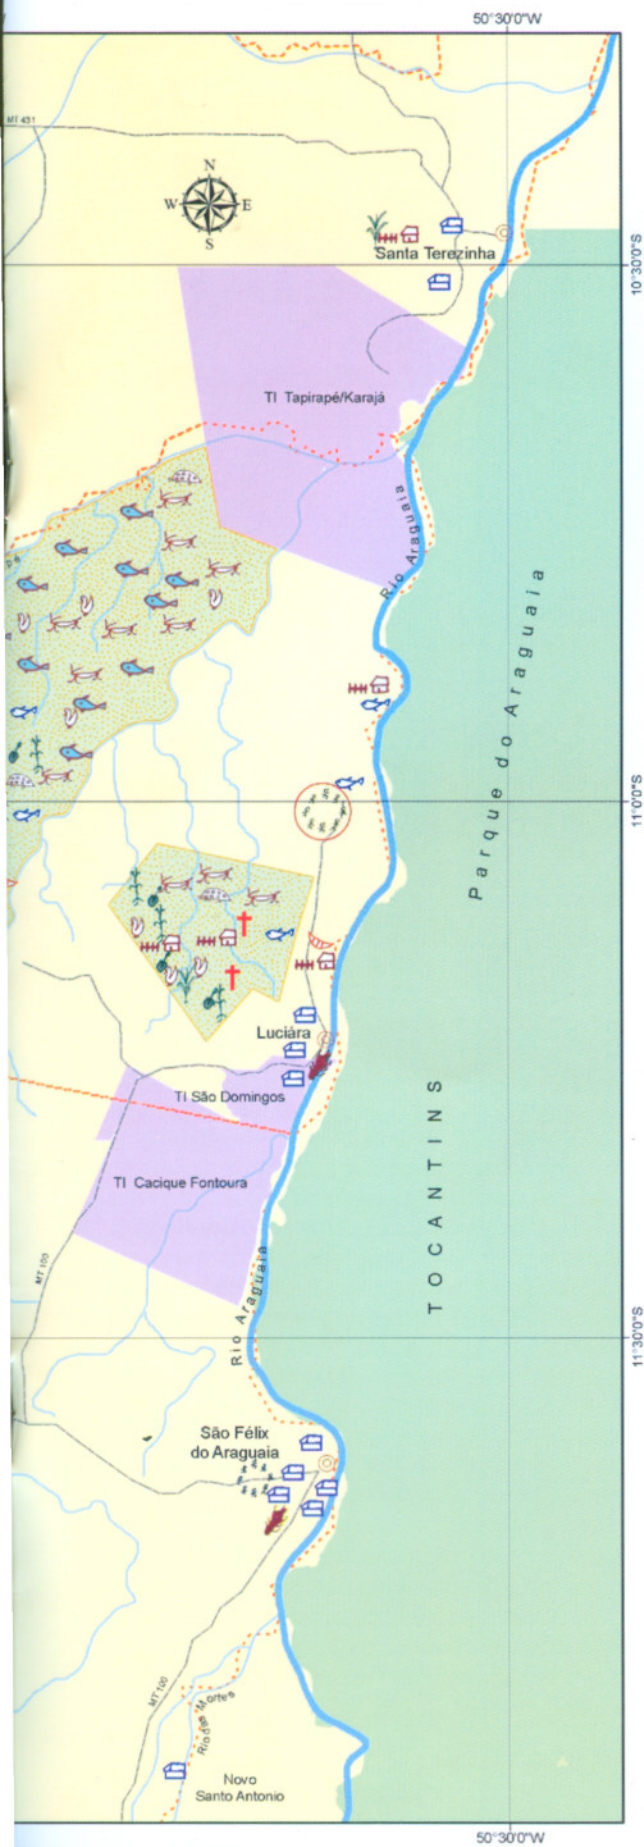 50°30'0"W
MT 431
N
W E
S
Santa Terezinha
10°30'0"S
TI Tapirapé/Karajá
Rio Araguaia
Parque do Araguaia
11°0'0"S
Luciára
TI São Domingos
TI Cacique Fontoura
TOCANTINS
MT 100
Rio Araguaia
11°30'0"S
São Félix
do Araguaia
MT 100
Rio das Mortes
Novo
Santo Antonio
50°30'0"W